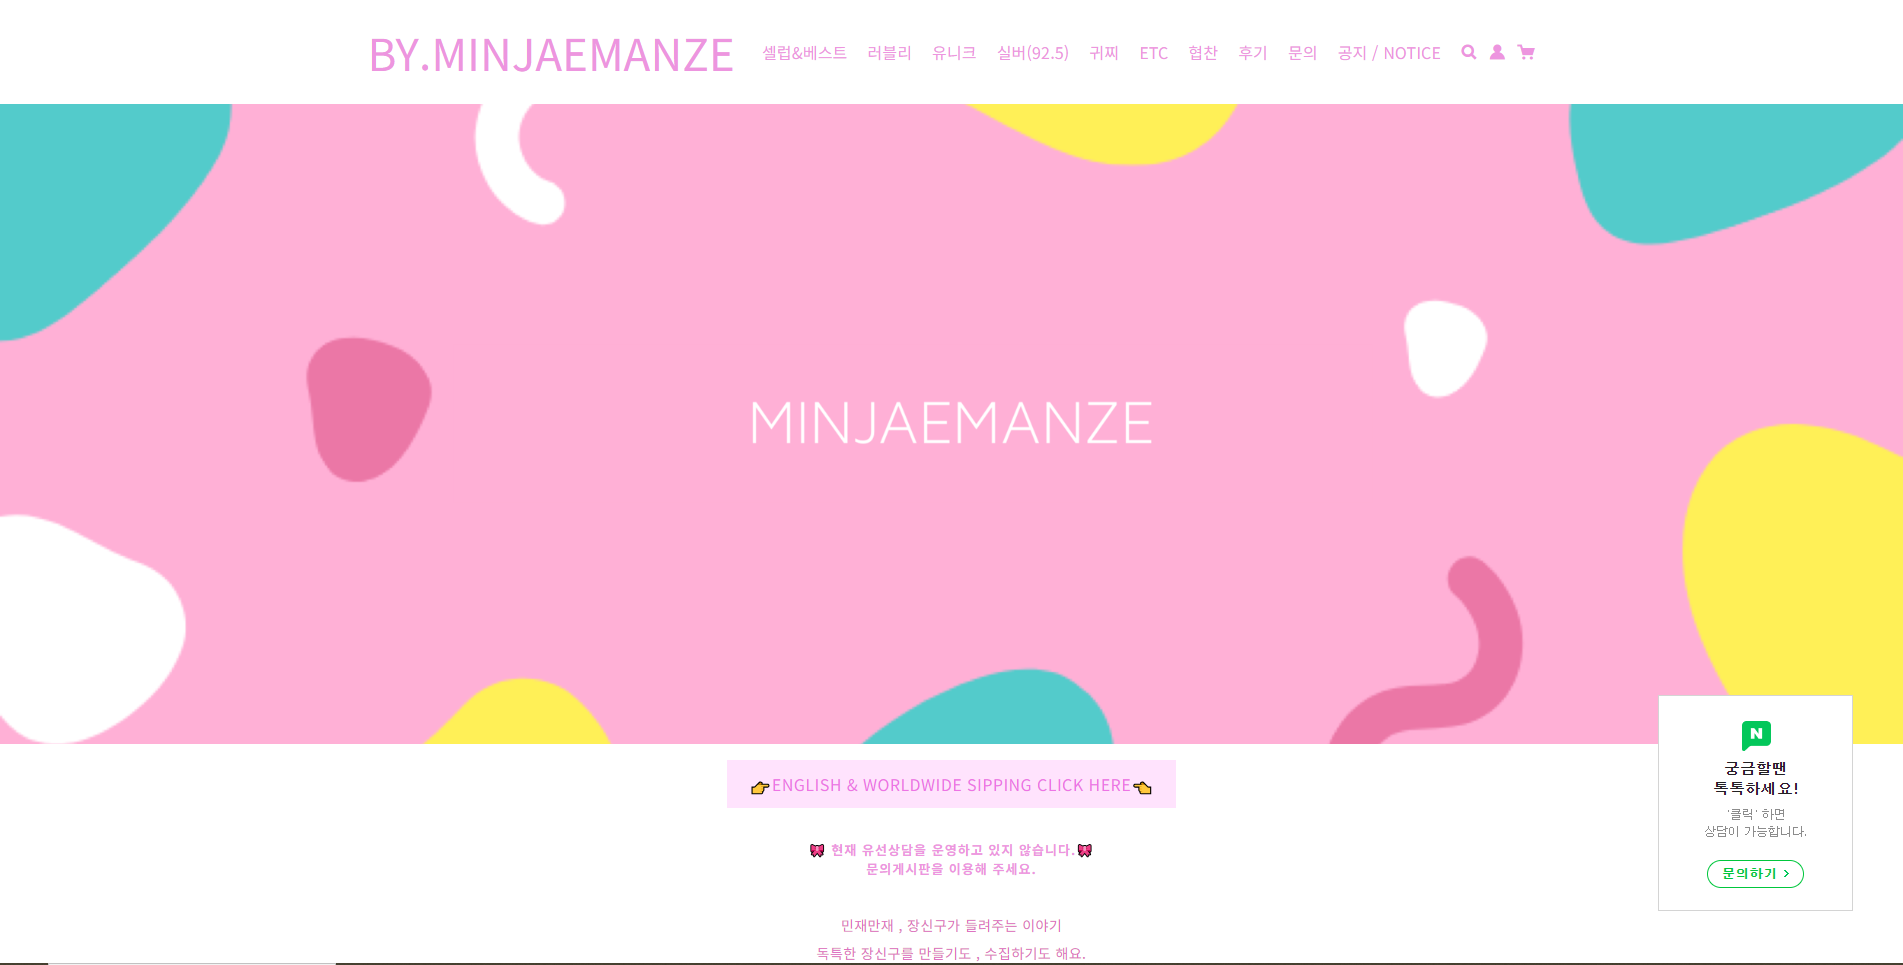 BY.MINJAEMANZE
셀럽&베스트 러블리 유니크 실버(92.5) 귀찌 ETC 협찬 후기 문의 공지 / NOTICE
MINJAEMANZE
👉ENGLISH & WORLDWIDE SIPPING CLICK HERE👈
🎀 현재 유선상담을 운영하고 있지 않습니다.🎀
문의게시판을 이용해 주세요.
민재만재 , 장신구가 들려주는 이야기
독특한 장신구를 만들기도 , 수집하기도 해요.
N
궁금할땐
톡톡하세요!
'클릭' 하면
상담이 가능합니다.
문의하기 >